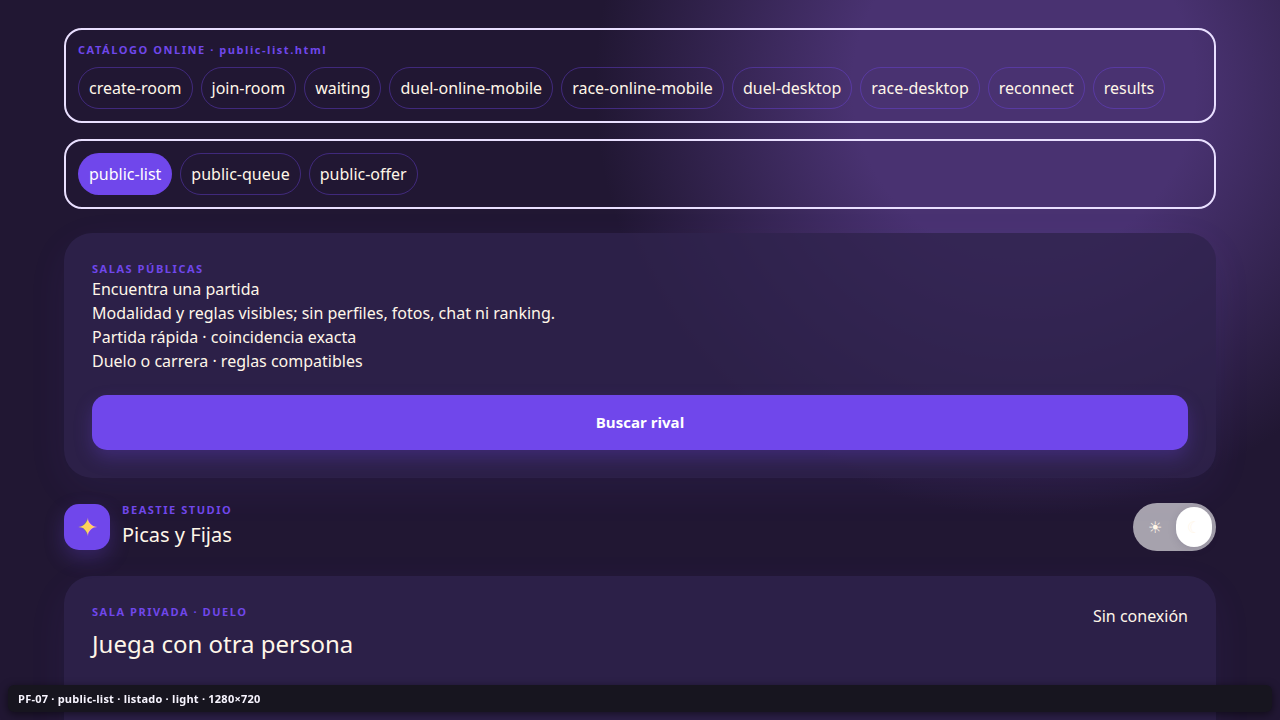 CATÁLOGO ONLINE · public-list.html
create-room join-room waiting duel-online-mobile race-online-mobile duel-desktop race-desktop reconnect results
public-list public-queue public-offer
SALAS PÚBLICAS
Encuentra una partida
Modalidad y reglas visibles; sin perfiles, fotos, chat ni ranking.
Partida rápida · coincidencia exacta
Duelo o carrera · reglas compatibles
Buscar rival
BEASTIE STUDIO
Picas y Fijas
SALA PRIVADA · DUELO
Sin conexión
Juega con otra persona
PF-07 · public-list · listado · light · 1280×720